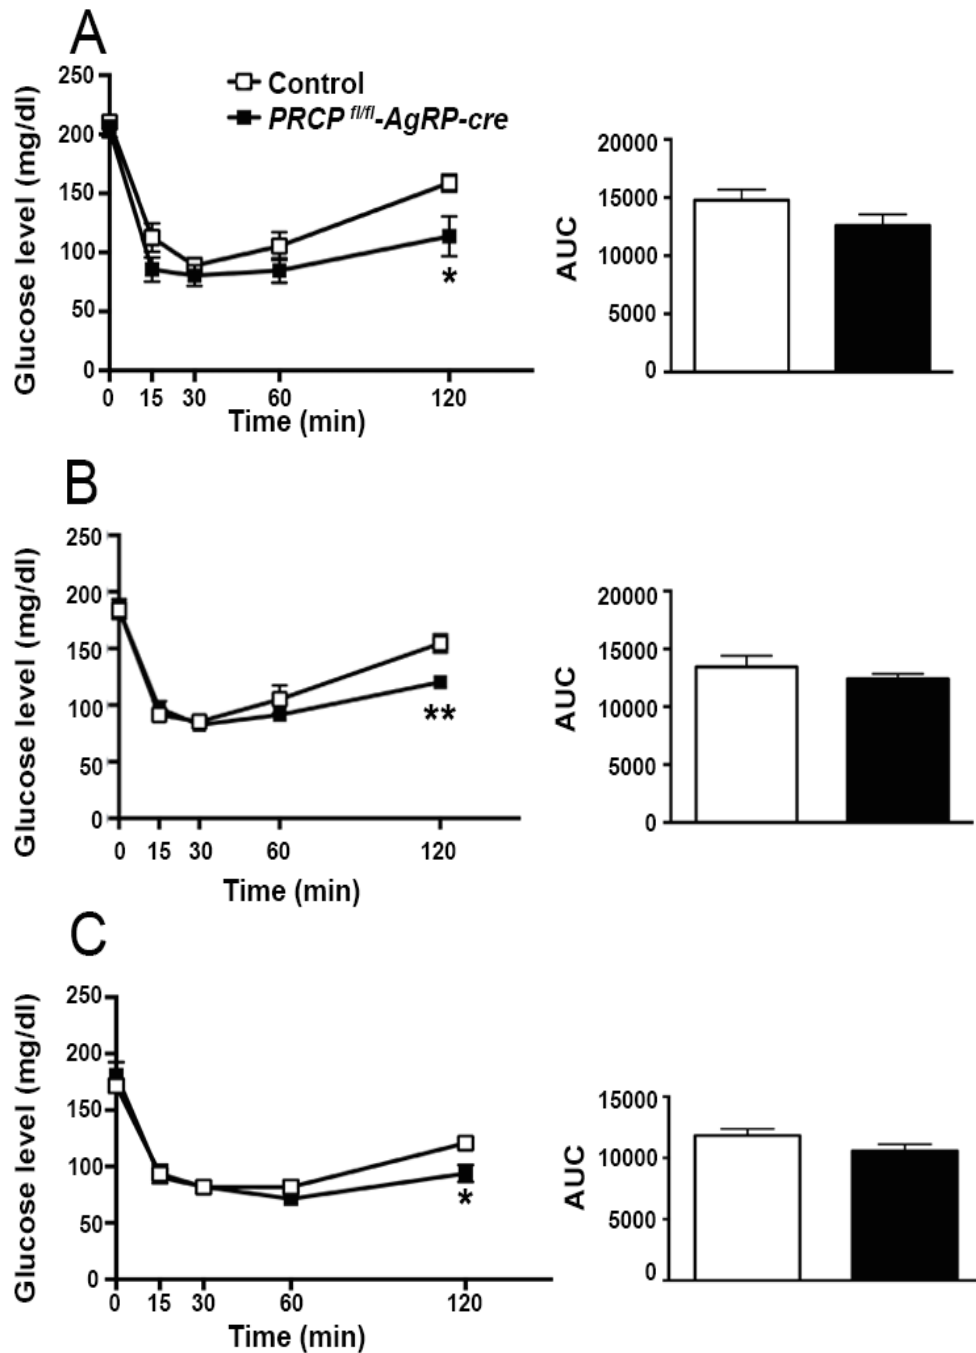 A
Glucose level (mg/dl)
250
200
150
100
50
0
Control
PRCP fl/fl-AgRP-cre
*
0 15 30 60 120
Time (min)
AUC
20000
15000
10000
5000
0
B
Glucose level (mg/dl)
250
200
150
100
50
0
**
0 15 30 60 120
Time (min)
AUC
20000
15000
10000
5000
0
C
Glucose level (mg/dl)
250
200
150
100
50
0
*
0 15 30 60 120
Time (min)
AUC
15000
10000
5000
0